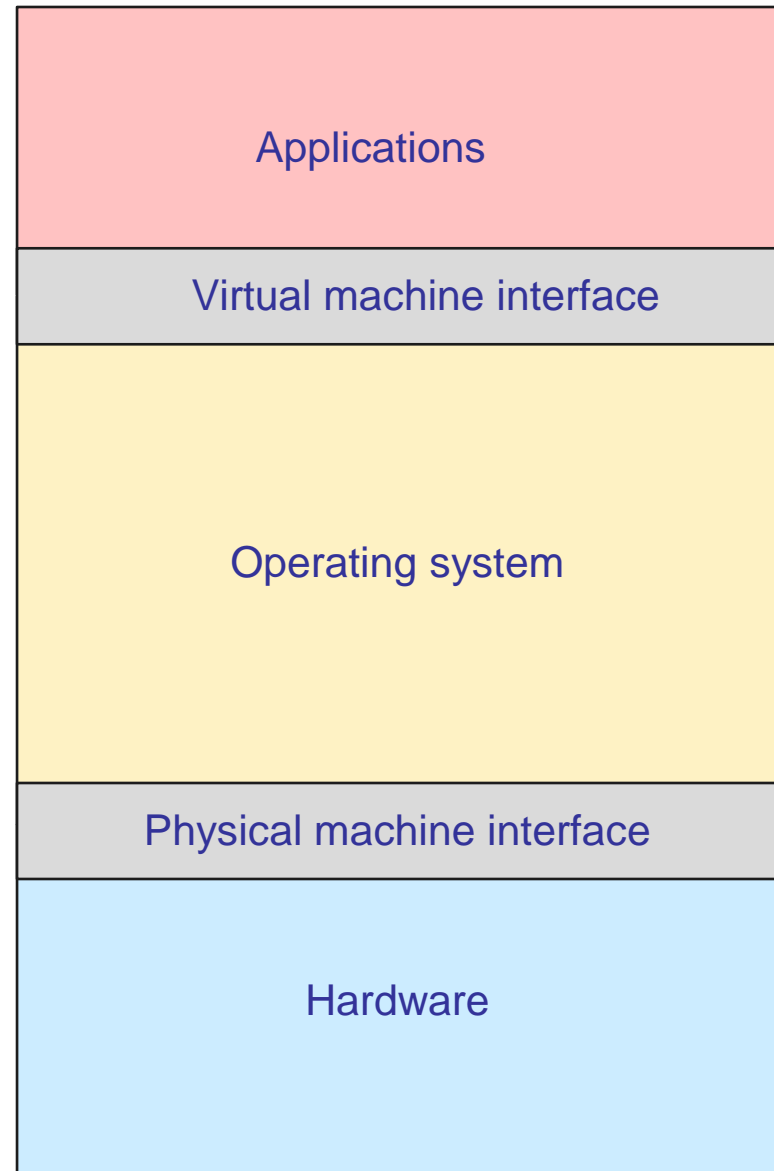 Applications
Virtual machine interface
Operating system
Physical machine interface
Hardware